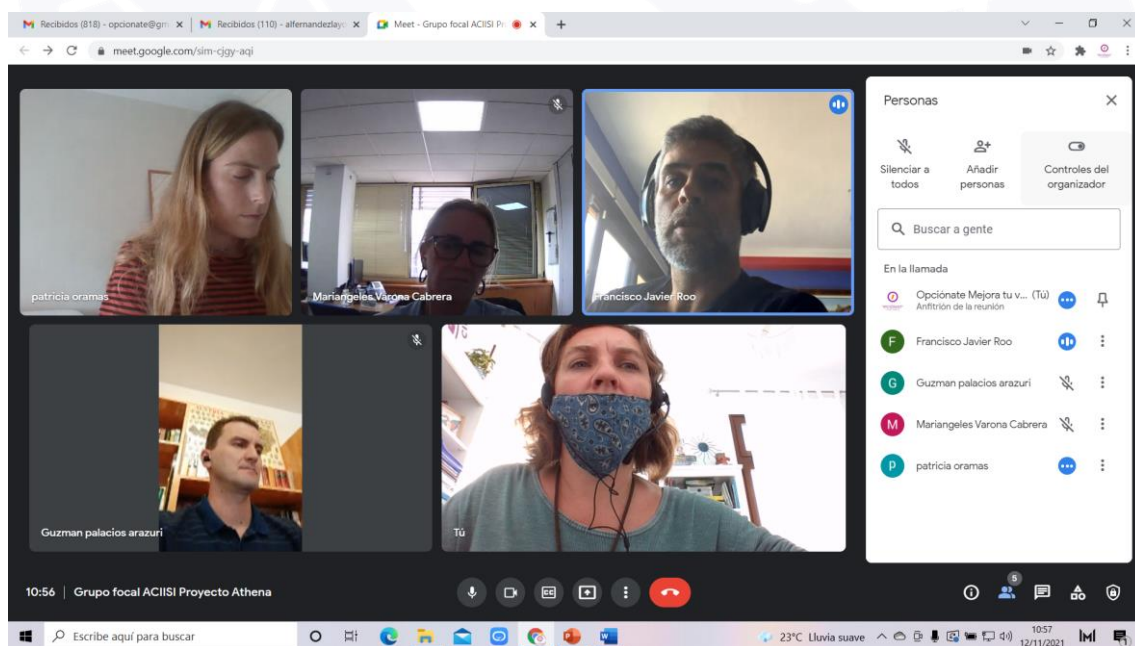 Recibidos (818) - opcionate@gm
Recibidos (110) - alfernandezlay
Meet - Grupo focal ACIISI Pr
meet.google.com/sim-cjgy-aqi
patricia oramas
Mariangeles Varona Cabrera
Francisco Javier Roo
Guzman palacios arazuri
Tú
Personas
Silenciar a todos
Añadir personas
Controles del organizador
Buscar a gente
En la llamada
Opciónate Mejora tu v... (Tú)
Anfitrión de la reunión
F Francisco Javier Roo
G Guzman palacios arazuri
M Mariangeles Varona Cabrera
p patricia oramas
10:56 | Grupo focal ACIISI Proyecto Athena
CC
5
Escribe aquí para buscar
23°C Lluvia suave
10:57
12/11/2021